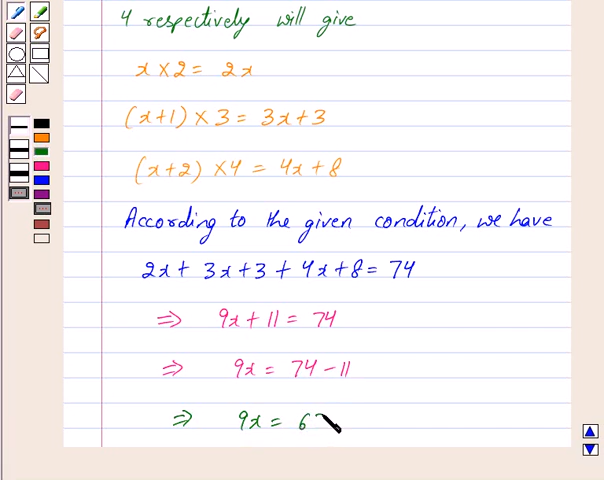 4 respectively will give
x × 2 = 2x
(x+1) × 3 = 3x+3
(x+2) × 4 = 4x+8
According to the given condition, we have
2x + 3x+3 + 4x+8 = 74
⇒ 9x + 11 = 74
⇒ 9x = 74 - 11
⇒ 9x = 6